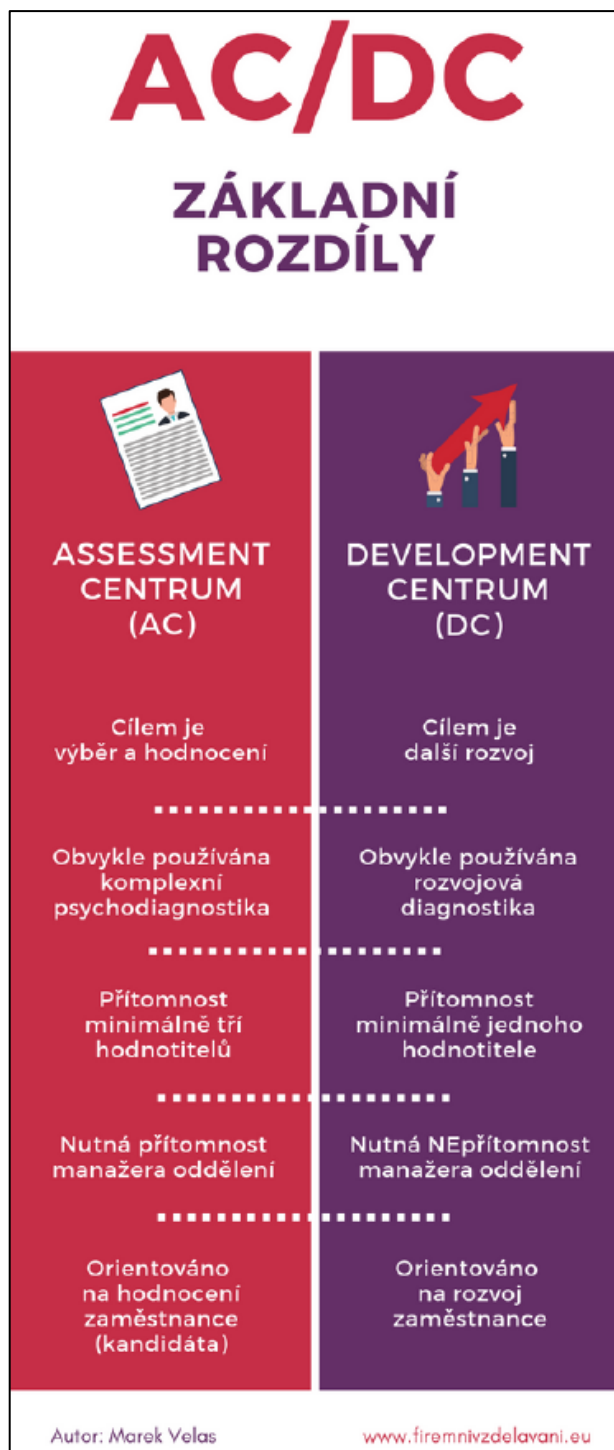 AC/DC
ZÁKLADNÍ
ROZDÍLY
ASSESSMENT
CENTRUM
(AC)
Cílem je
výběr a hodnocení
Obvykle používána
komplexní
psychodiagnostika
Přítomnost
minimálně tří
hodnotitelů
Nutná přítomnost
manažera oddělení
Orientováno
na hodnocení
zaměstnance
(kandidáta)
DEVELOPMENT
CENTRUM
(DC)
Cílem je
další rozvoj
Obvykle používána
rozvojová
diagnostika
Přítomnost
minimálně jednoho
hodnotitele
Nutná NEpřítomnost
manažera oddělení
Orientováno
na rozvoj
zaměstnance
Autor: Marek Velas
www.firemnivzdelavani.eu